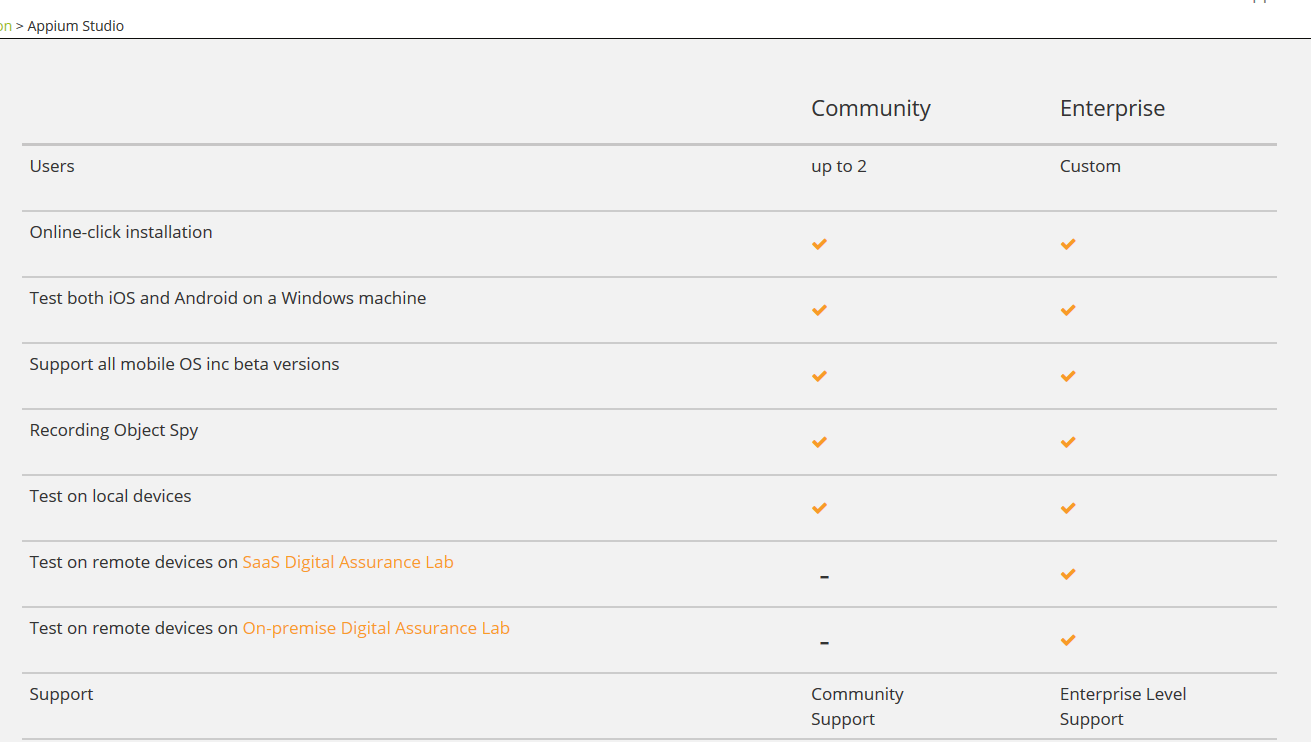 on > Appium Studio
Community Enterprise
Users up to 2 Custom
Online-click installation
Test both iOS and Android on a Windows machine
Support all mobile OS inc beta versions
Recording Object Spy
Test on local devices
Test on remote devices on SaaS Digital Assurance Lab -
Test on remote devices on On-premise Digital Assurance Lab -
Support Community Enterprise Level
Support Support